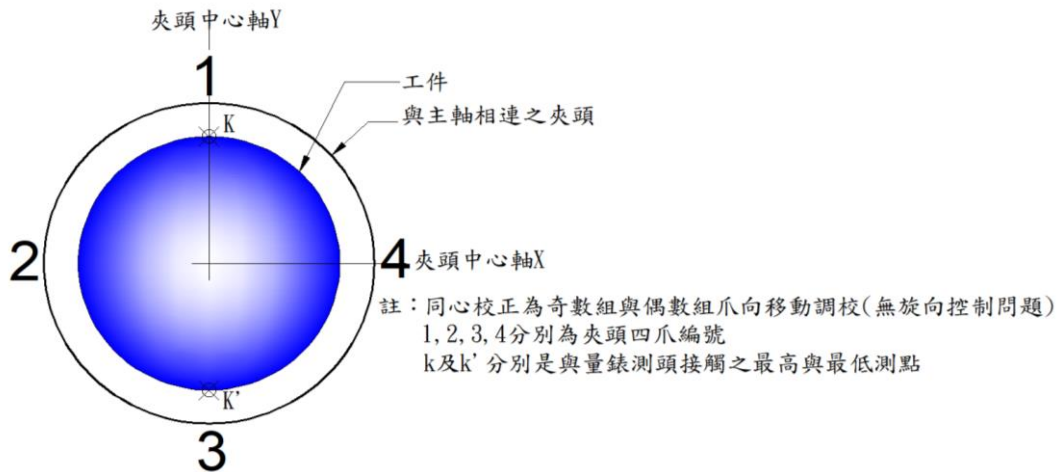 夾頭中心軸Y
1
工件
K
與主軸相連之夾頭
2
4
夾頭中心軸X
註：同心校正為奇數組與偶數組爪向移動調校(無旋向控制問題)
1,2,3,4分別為夾頭四爪編號
k及k'分別是與量錶測頭接觸之最高與最低測點
K'
3